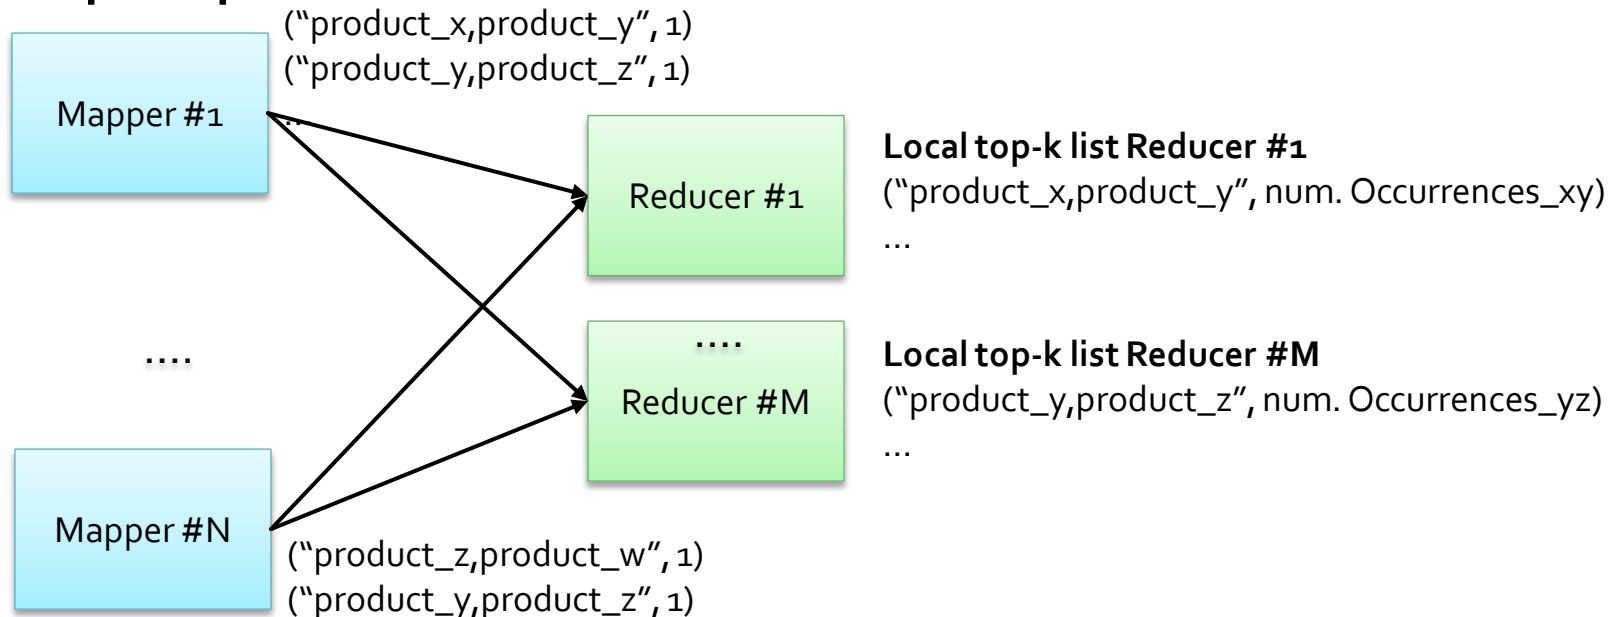 ("product_x,product_y", 1)
("product_y,product_z", 1)
...
Mapper #1
Reducer #1
Local top-k list Reducer #1
("product_x,product_y", num. Occurrences_xy)
...
....
....
Reducer #M
Local top-k list Reducer #M
("product_y,product_z", num. Occurrences_yz)
...
Mapper #N
("product_z,product_w", 1)
("product_y,product_z", 1)